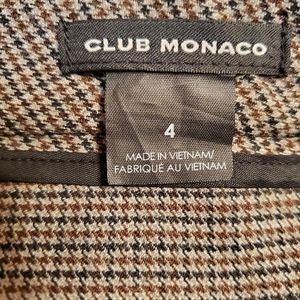 CLUB MONACO
4
MADE IN VIETNAM/
FABRIQUÉ AU VIETNAM